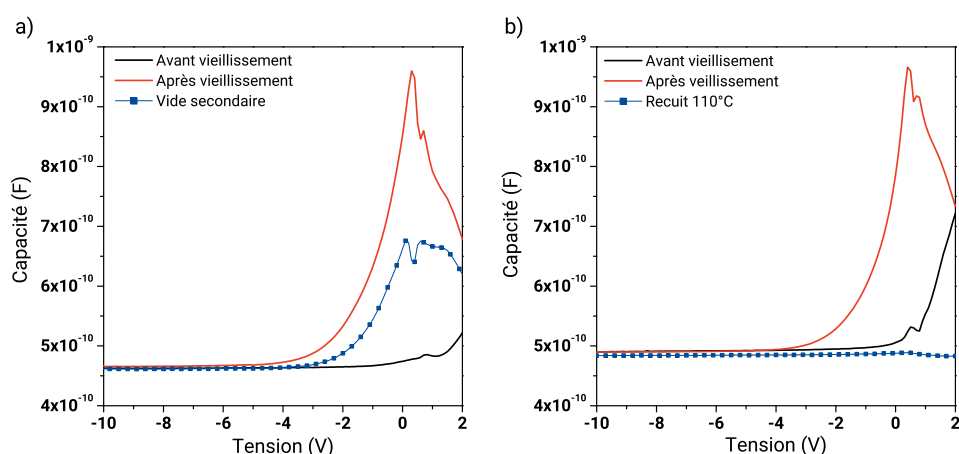 a)
Capacité (F)
1x10⁻⁹
9x10⁻¹⁰
8x10⁻¹⁰
7x10⁻¹⁰
6x10⁻¹⁰
5x10⁻¹⁰
4x10⁻¹⁰
Avant vieillissement
Après vieillissement
Vide secondaire
-10 -8 -6 -4 -2 0 2
Tension (V)
b)
Capacité (F)
1x10⁻⁹
9x10⁻¹⁰
8x10⁻¹⁰
7x10⁻¹⁰
6x10⁻¹⁰
5x10⁻¹⁰
4x10⁻¹⁰
Avant vieillisement
Après veillissement
Recuit 110°C
-10 -8 -6 -4 -2 0 2
Tension (V)